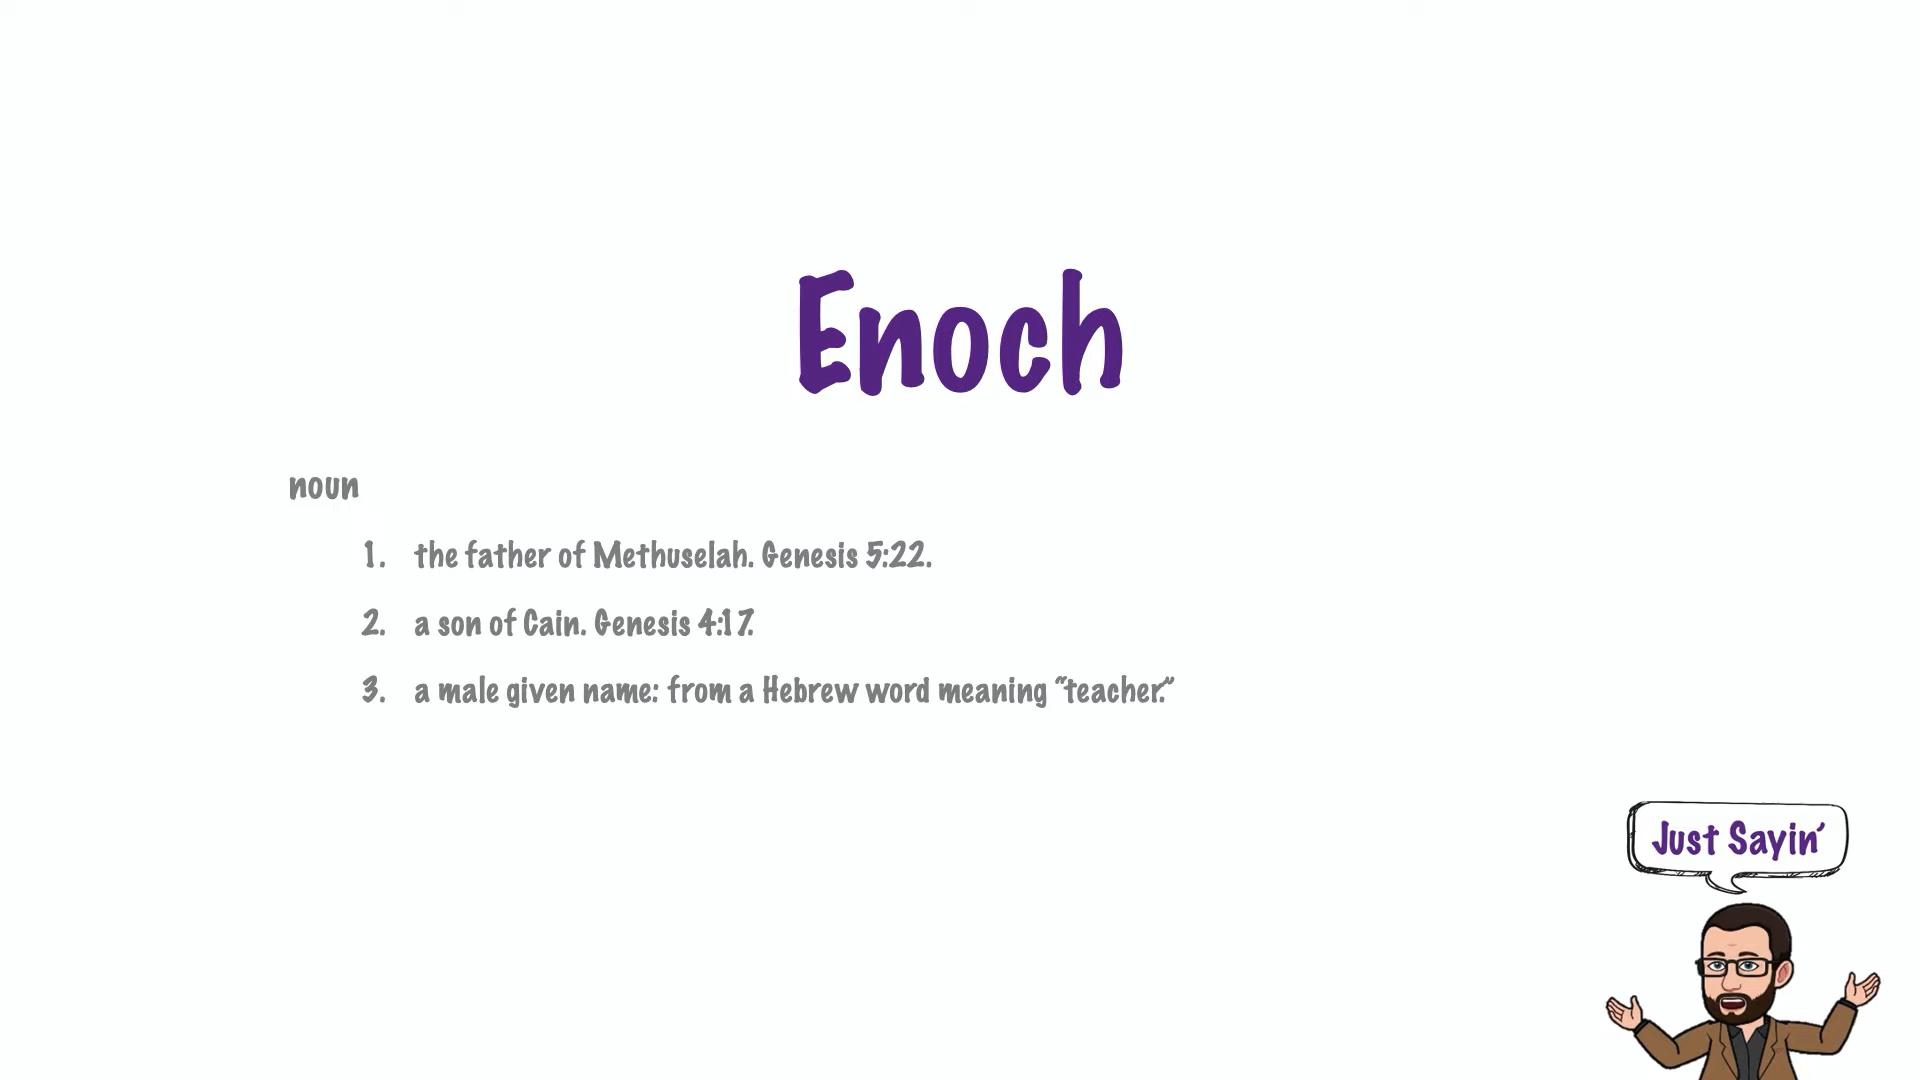 Enoch
noun
1. the father of Methuselah. Genesis 5:22.
2. a son of Cain. Genesis 4:17.
3. a male given name: from a Hebrew word meaning “teacher.”
Just Sayin’